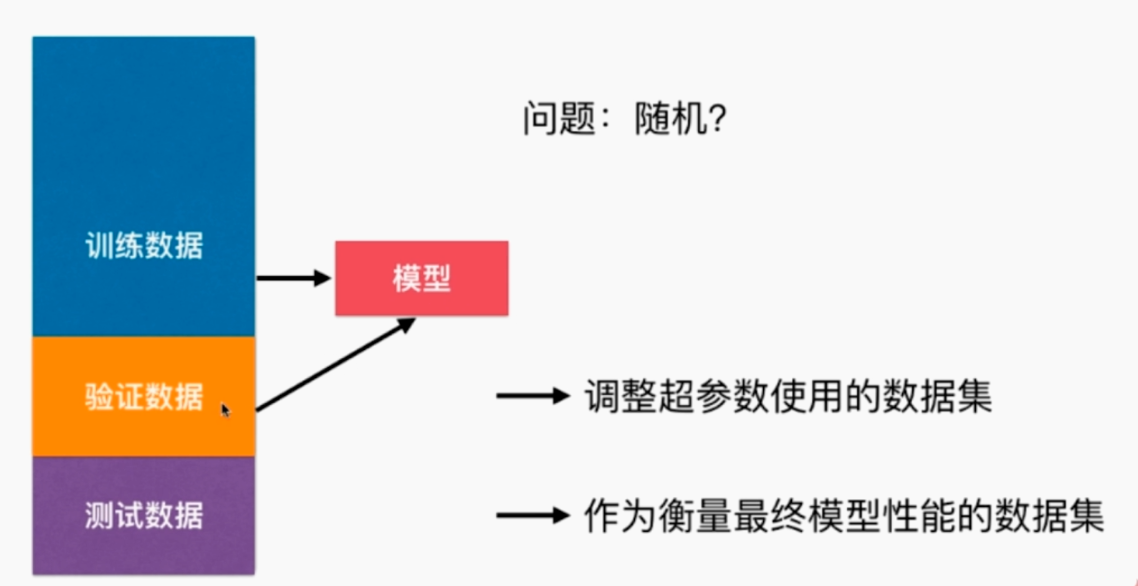 问题：随机？
训练数据
模型
验证数据
调整超参数使用的数据集
测试数据
作为衡量最终模型性能的数据集